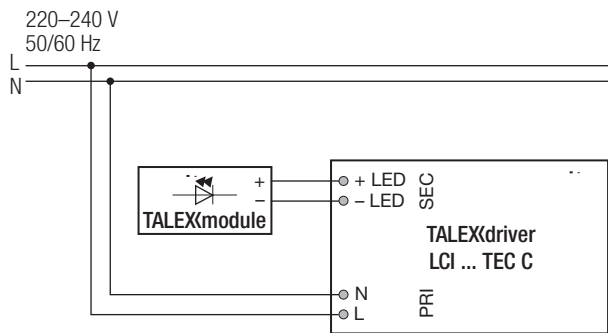 220–240 V
50/60 Hz
L
N
+
–
TALEXmodule
+ LED
– LED
SEC
TALEXdriver
LCI ... TEC C
N
L
PRI